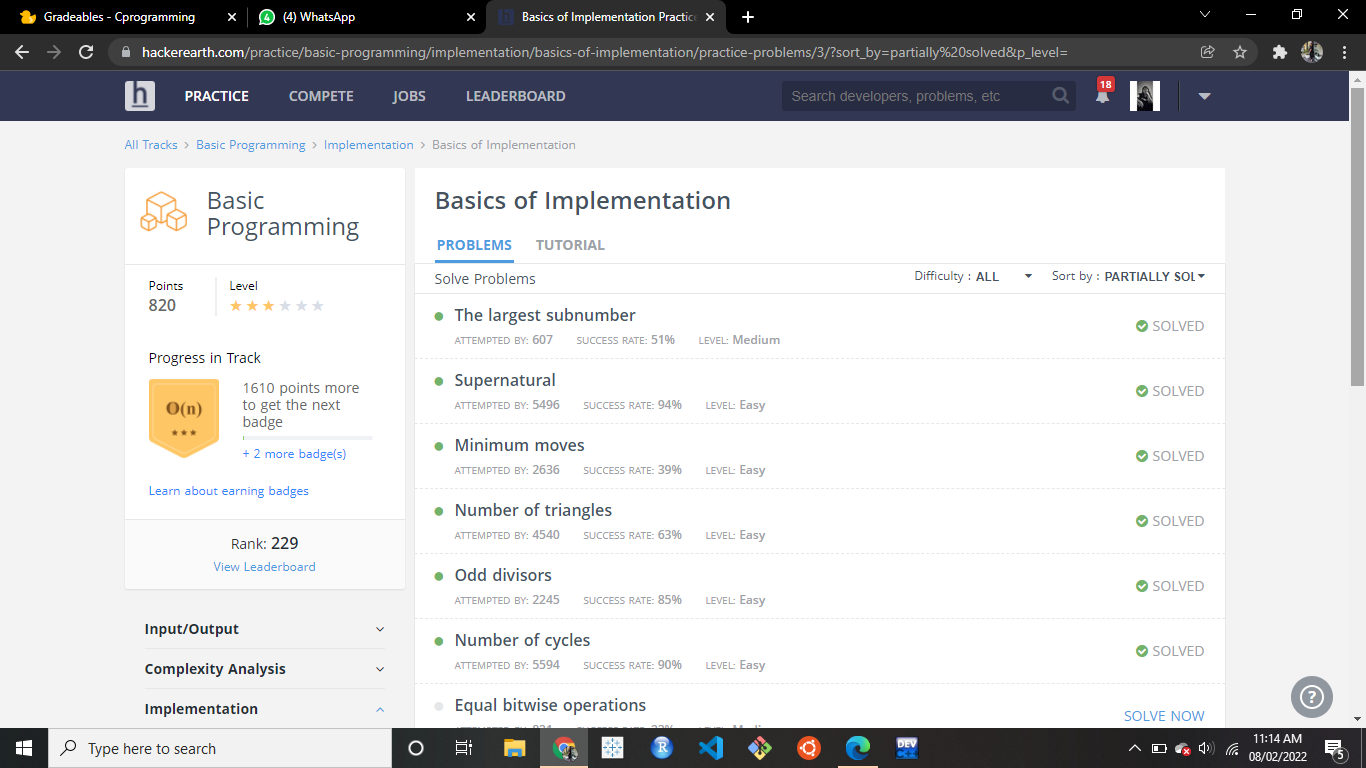 Gradeables - Cprogramming
(4) WhatsApp
Basics of Implementation Practice
hackerearth.com/practice/basic-programming/implementation/basics-of-implementation/practice-problems/3/?sort_by=partially%20solved&p_level=
h PRACTICE COMPETE JOBS LEADERBOARD Search developers, problems, etc 18
All Tracks > Basic Programming > Implementation > Basics of Implementation
Basic
Programming
Points Level
820
Progress in Track
O(n)
1610 points more
to get the next
badge
+ 2 more badge(s)
Learn about earning badges
Rank: 229
View Leaderboard
Input/Output
Complexity Analysis
Implementation
Basics of Implementation
PROBLEMS TUTORIAL
Solve Problems Difficulty : ALL Sort by : PARTIALLY SOL
The largest subnumber
ATTEMPTED BY: 607 SUCCESS RATE: 51% LEVEL: Medium
SOLVED
Supernatural
ATTEMPTED BY: 5496 SUCCESS RATE: 94% LEVEL: Easy
SOLVED
Minimum moves
ATTEMPTED BY: 2636 SUCCESS RATE: 39% LEVEL: Easy
SOLVED
Number of triangles
ATTEMPTED BY: 4540 SUCCESS RATE: 63% LEVEL: Easy
SOLVED
Odd divisors
ATTEMPTED BY: 2245 SUCCESS RATE: 85% LEVEL: Easy
SOLVED
Number of cycles
ATTEMPTED BY: 5594 SUCCESS RATE: 90% LEVEL: Easy
SOLVED
Equal bitwise operations
SOLVE NOW
?
Type here to search
R
DEV
11:14 AM
08/02/2022
5